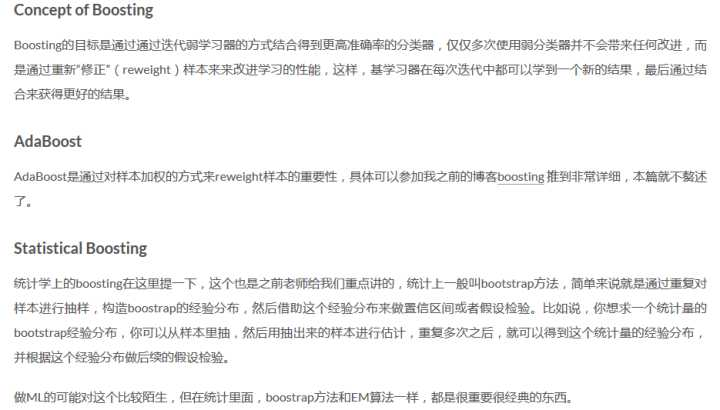 Concept of Boosting
Boosting的目标是通过通过迭代弱学习器的方式结合得到更高准确率的分类器，仅仅多次使用弱分类器并不会带来任何改进，而
是通过重新“修正”（reweight）样本来来改进学习的性能，这样，基学习器在每次迭代中都可以学到一个新的结果，最后通过结
合来获得更好的结果。
AdaBoost
AdaBoost是通过对样本加权的方式来reweight样本的重要性，具体可以参加我之前的博客boosting 推到非常详细，本篇就不赘述
了。
Statistical Boosting
统计学上的boosting在这里提一下，这个也是之前老师给我们重点讲的，统计上一般叫bootstrap方法，简单来说就是通过重复对
样本进行抽样，构造boostrap的经验分布，然后借助这个经验分布来做置信区间或者假设检验。比如说，你想求一个统计量的
bootstrap经验分布，你可以从样本里抽，然后用抽出来的样本进行估计，重复多次之后，就可以得到这个统计量的经验分布，
并根据这个经验分布做后续的假设检验。
做ML的可能对这个比较陌生，但在统计里面，boostrap方法和EM算法一样，都是很重要很经典的东西。